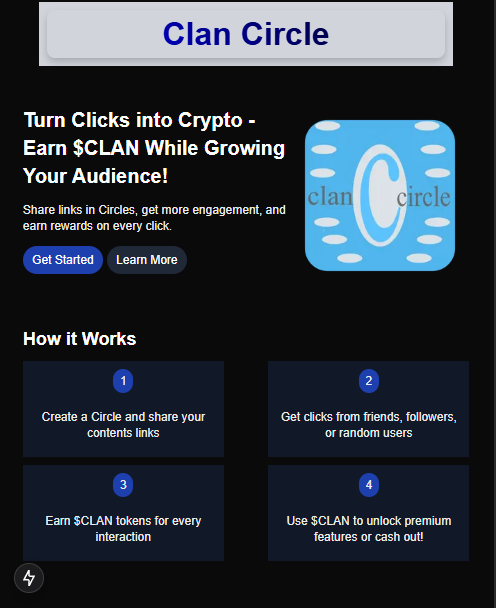 Clan Circle
Turn Clicks into Crypto -
Earn $CLAN While Growing
Your Audience!
Share links in Circles, get more engagement, and
earn rewards on every click.
Get Started
Learn More
clan
circle
How it Works
1
Create a Circle and share your
contents links
2
Get clicks from friends, followers,
or random users
3
Earn $CLAN tokens for every
interaction
4
Use $CLAN to unlock premium
features or cash out!